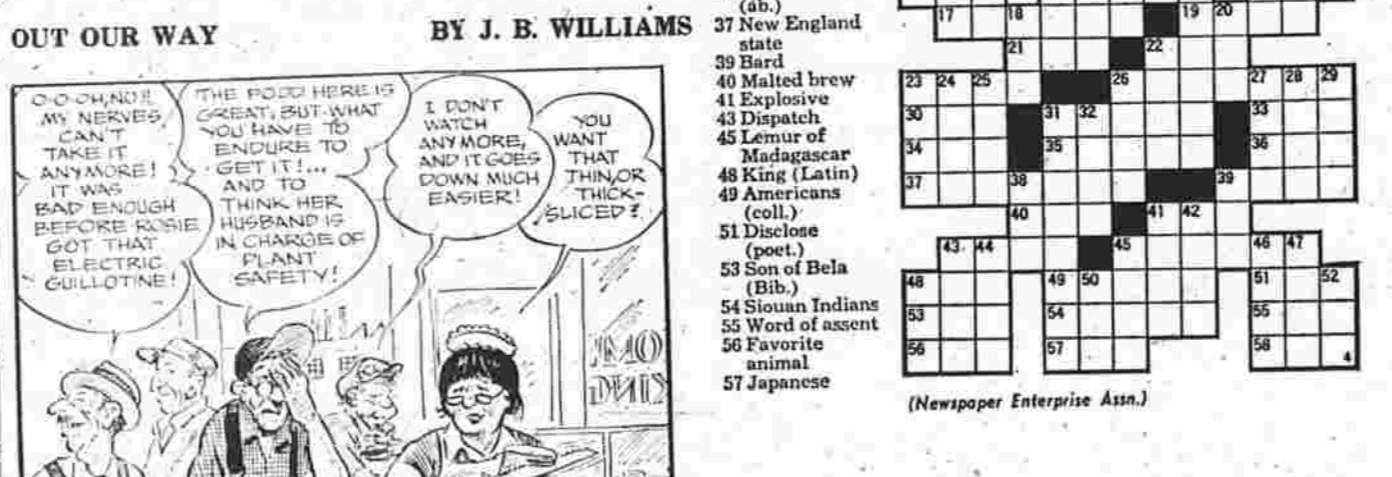 OUT OUR WAY
BY J. B. WILLIAMS
O-O-OH, NO!!
MY NERVES
CAN'T
TAKE IT
ANYMORE!
IT WAS
BAD ENOUGH
BEFORE ROSIE
GOT THAT
ELECTRIC
GUILLOTINE!
THE FOOD HERE IS
GREAT, BUT WHAT
YOU HAVE TO
ENDURE TO
GET IT!...
AND TO
THINK HER
HUSBAND IS
IN CHARGE OF
PLANT
SAFETY!
I DON'T
WATCH
ANYMORE,
AND IT GOES
DOWN MUCH
EASIER!
YOU
WANT
THAT
THIN, OR
THICK-
SLICED?
(ab.)
37 New England
state
39 Bard
40 Malted brew
41 Explosive
43 Dispatch
45 Lemur of
Madagascar
48 King (Latin)
49 Americans
(coll.)
51 Disclose
(poet.)
53 Son of Bela
(Bib.)
54 Siouan Indians
55 Word of assent
56 Favorite
animal
57 Japanese
17 18 19 20
21 22
23 24 25 26 27 28 29
30 31 32 33
34 35 36
37 38 39
40 41 42
43 44 45 46 47
48 49 50 51 52
53 54 55
56 57 58 4
(Newspaper Enterprise Assn.)